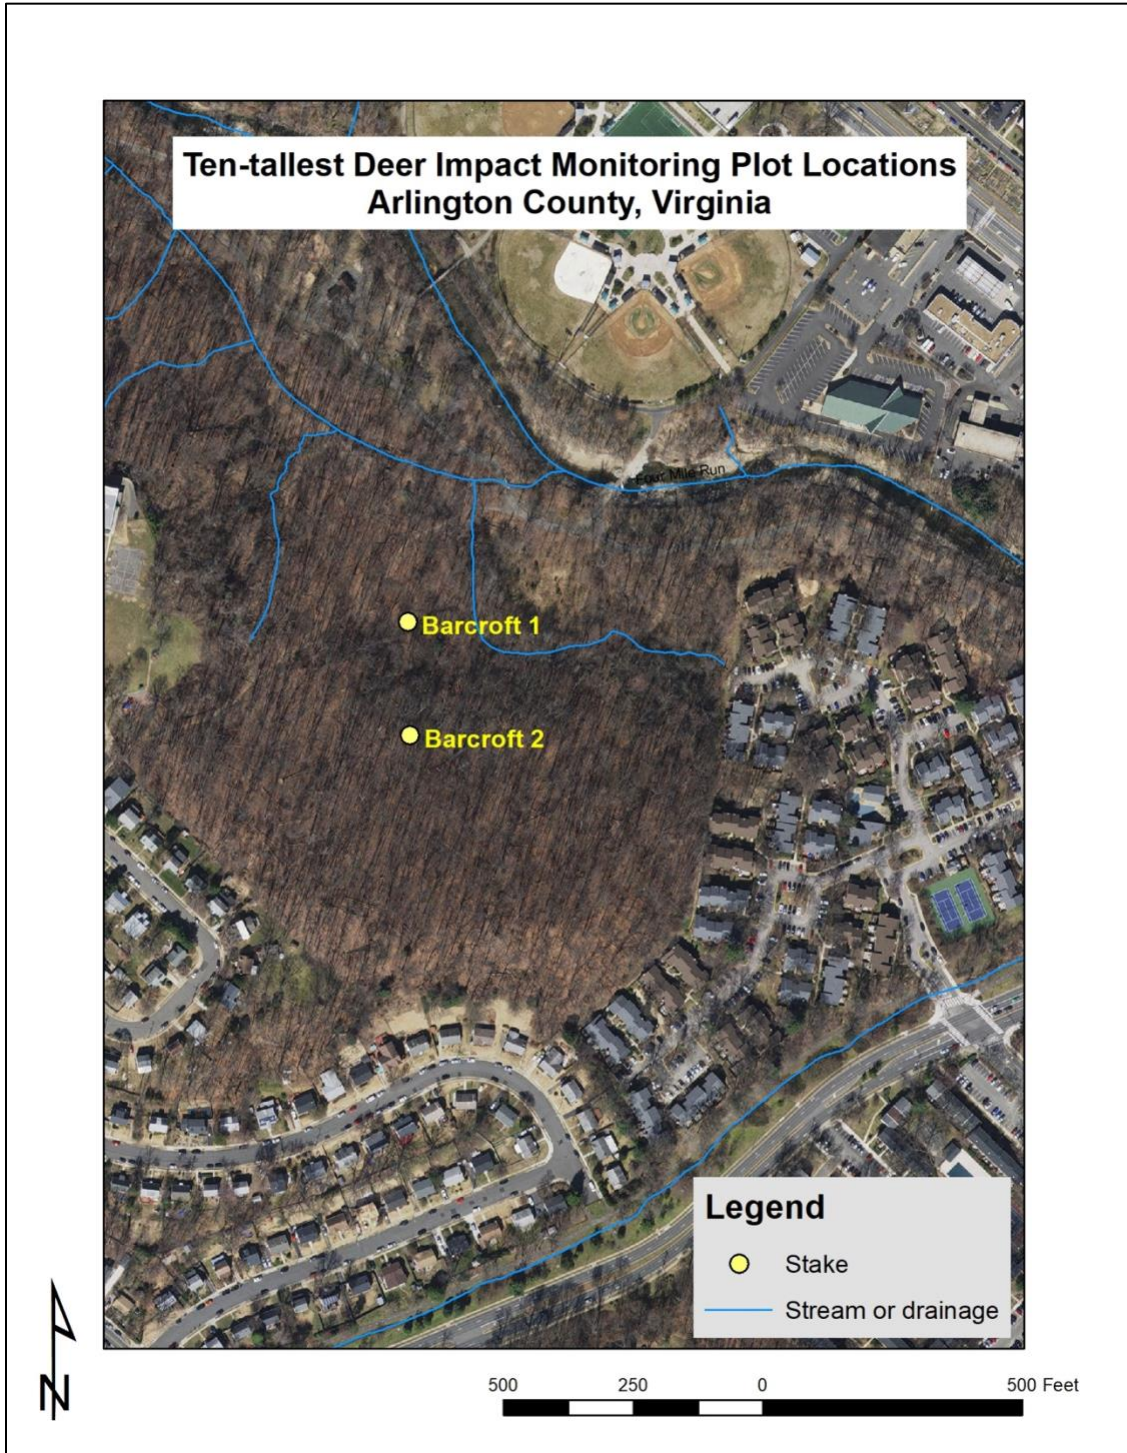 Ten-tallest Deer Impact Monitoring Plot Locations
Arlington County, Virginia
Four Mile Run
Barcroft 1
Barcroft 2
Legend
Stake
Stream or drainage
N
500 250 0 500 Feet